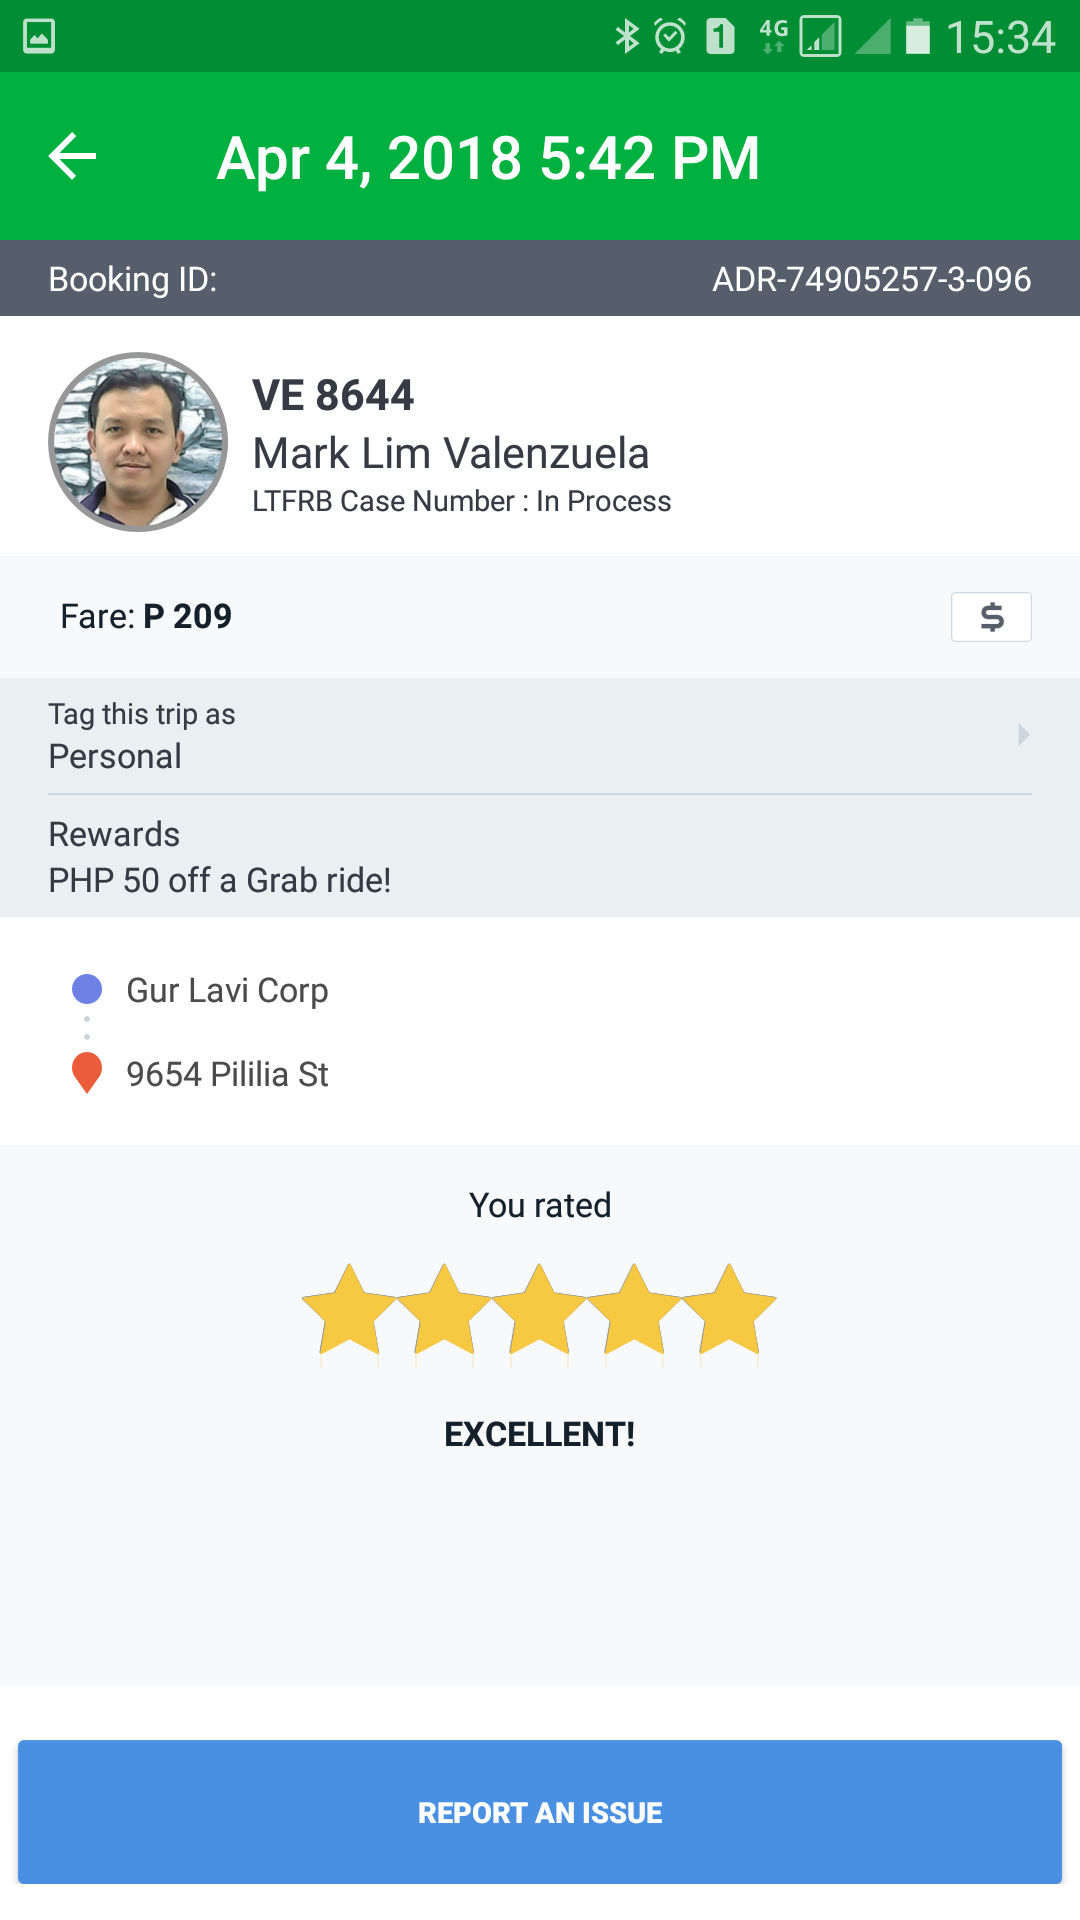 4G 1 15:34
Apr 4, 2018 5:42 PM
Booking ID: ADR-74905257-3-096
VE 8644
Mark Lim Valenzuela
LTFRB Case Number : In Process
Fare: P 209 $
Tag this trip as
Personal
Rewards
PHP 50 off a Grab ride!
Gur Lavi Corp
9654 Pililia St
You rated
EXCELLENT!
REPORT AN ISSUE